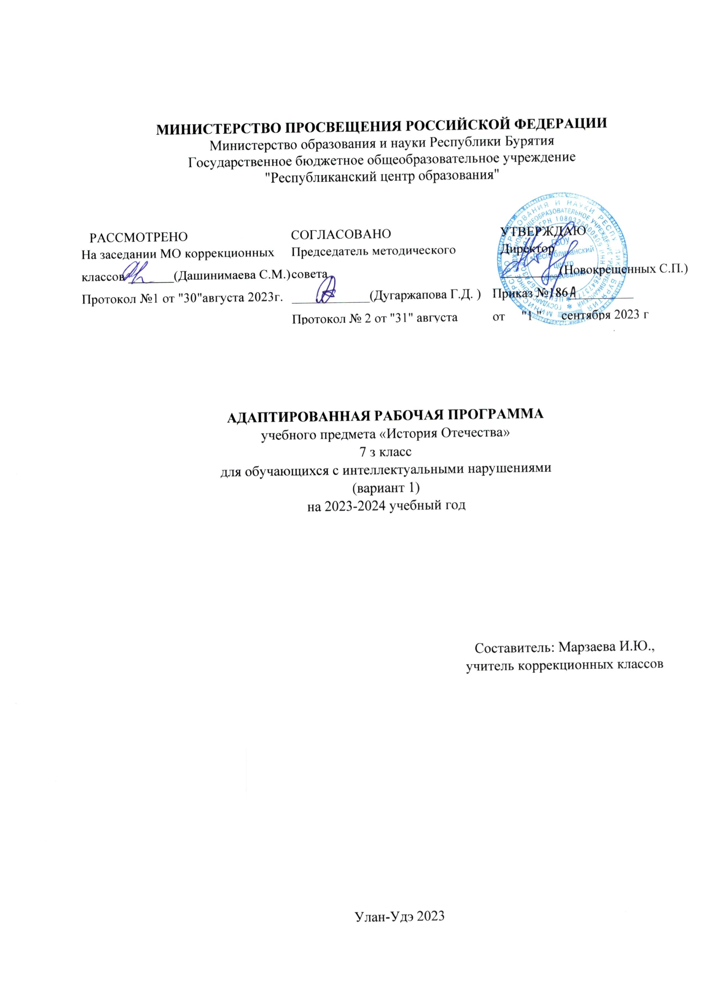 МИНИСТЕРСТВО ПРОСВЕЩЕНИЯ РОССИЙСКОЙ ФЕДЕРАЦИИ
Министерство образования и науки Республики Бурятия
Государственное бюджетное общеобразовательное учреждение
"Республиканский центр образования"
РАССМОТРЕНО
На заседании МО коррекционных
классов ________(Дашинимаева С.М.)
Протокол №1 от "30"августа 2023г.
СОГЛАСОВАНО
Председатель методического
совета
____________(Дугаржапова Г.Д. )
Протокол № 2 от "31" августа
УТВЕРЖДАЮ
Директор
_________(Новокрещенных С.П.)
Приказ №186А__________
от "1 " сентября 2023 г
ГБОУ
«Республиканский
центр
образования»
АДАПТИРОВАННАЯ РАБОЧАЯ ПРОГРАММА
учебного предмета «История Отечества»
7 з класс
для обучающихся с интеллектуальными нарушениями
(вариант 1)
на 2023-2024 учебный год
Составитель: Марзаева И.Ю.,
учитель коррекционных классов
Улан-Удэ 2023